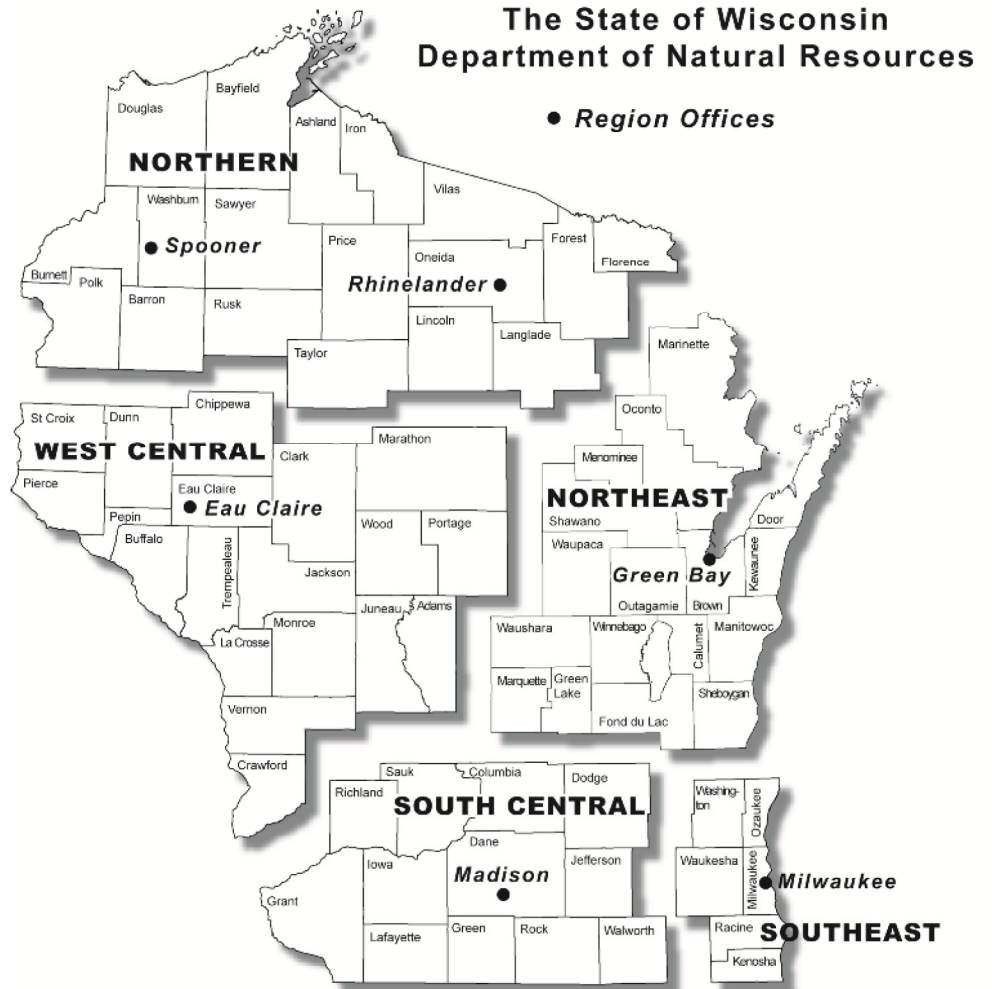 The State of Wisconsin
Department of Natural Resources
Region Offices
Bayfield
Douglas
Ashland
Iron
NORTHERN
Vilas
Washburn
Sawyer
Spooner
Price
Forest
Florence
Oneida
Burnett
Polk
Rhinelander
Barron
Rusk
Lincoln
Langlade
Taylor
Marinette
Chippewa
St Croix
Dunn
Oconto
WEST CENTRAL
Marathon
Clark
Menominee
Pierce
Eau Claire
Eau Claire
NORTHEAST
Pepin
Wood
Portage
Shawano
Door
Buffalo
Waupaca
Trempealeau
Kewaunee
Jackson
Green Bay
Juneau
Adams
Outagamie
Brown
Monroe
La Crosse
Waushara
Winnebago
Calumet
Manitowoc
Marquette
Green
Lake
Sheboygan
Vernon
Fond du Lac
Crawford
Sauk
Columbia
Dodge
Richland
SOUTH CENTRAL
Washing-
ton
Ozaukee
Dane
Iowa
Jefferson
Waukesha
Milwaukee
Madison
Milwaukee
Grant
Lafayette
Green
Rock
Walworth
Racine
SOUTHEAST
Kenosha